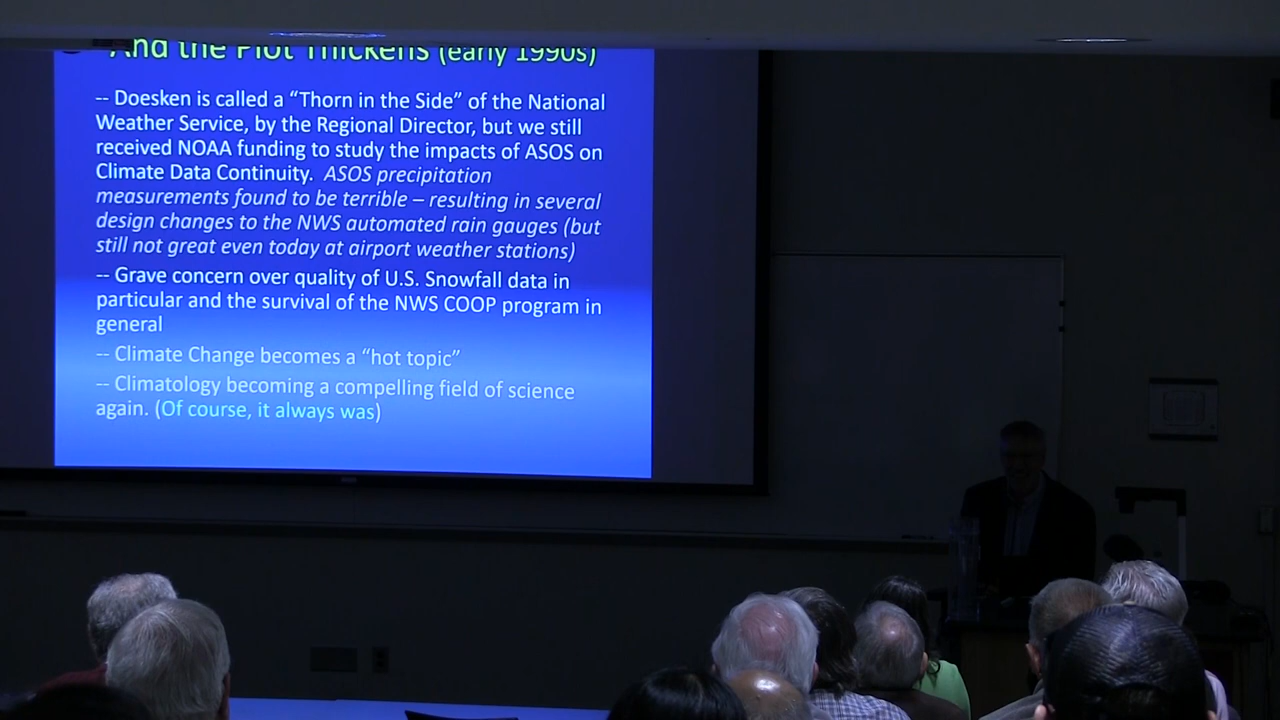 And the Plot Thickens (early 1990s)
-- Doesken is called a “Thorn in the Side” of the National
Weather Service, by the Regional Director, but we still
received NOAA funding to study the impacts of ASOS on
Climate Data Continuity. ASOS precipitation
measurements found to be terrible – resulting in several
design changes to the NWS automated rain gauges (but
still not great even today at airport weather stations)
-- Grave concern over quality of U.S. Snowfall data in
particular and the survival of the NWS COOP program in
general
-- Climate Change becomes a “hot topic”
-- Climatology becoming a compelling field of science
again. (Of course, it always was)